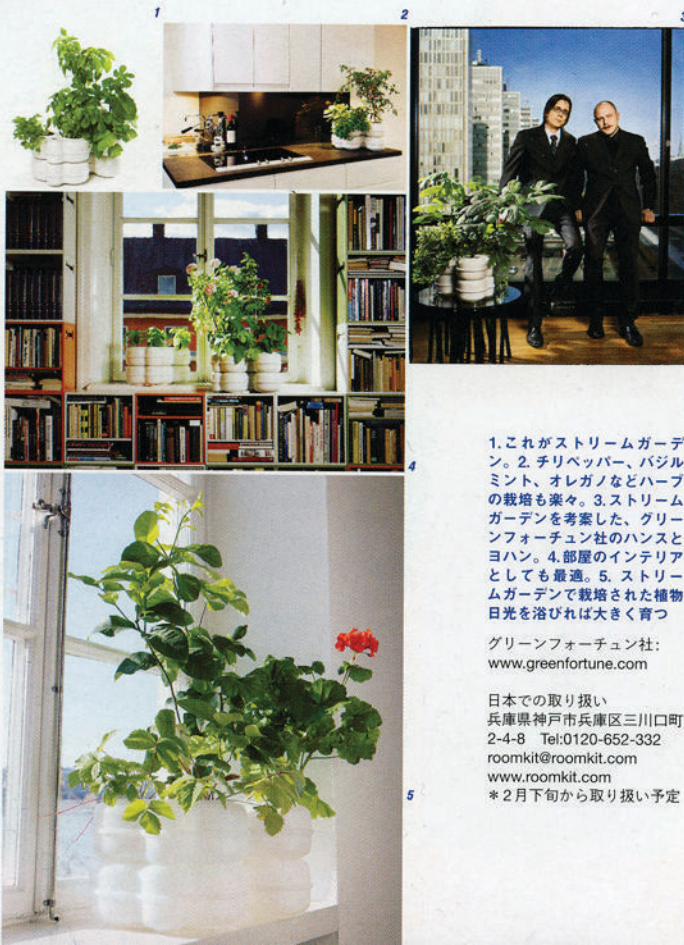 1
2
3
4
5
1.これがストリームガーデ
ン。2. チリペッパー、バジル
ミント、オレガノなどハーブ
の栽培も楽々。3.ストリーム
ガーデンを考案した、グリー
ンフォーチュン社のハンスと
ヨハン。4.部屋のインテリア
としても最適。5. ストリー
ムガーデンで栽培された植物
日光を浴びれば大きく育つ
グリーンフォーチュン社:
www.greenfortune.com
日本での取り扱い
兵庫県神戸市兵庫区三川口町
2-4-8 Tel:0120-652-332
roomkit@roomkit.com
www.roomkit.com
＊2月下旬から取り扱い予定